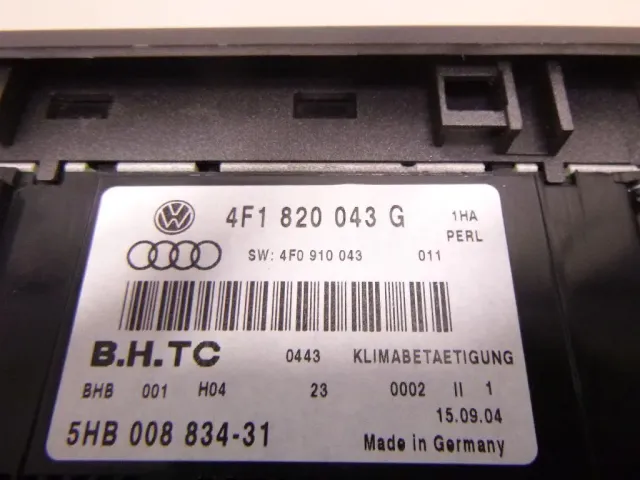 4F1 820 043 G 1HA
PERL
SW: 4F0 910 043 011
B.H.TC 0443 KLIMABETAETIGUNG
BHB 001 H04 23 0002 II 1
15.09.04
5HB 008 834-31 Made in Germany